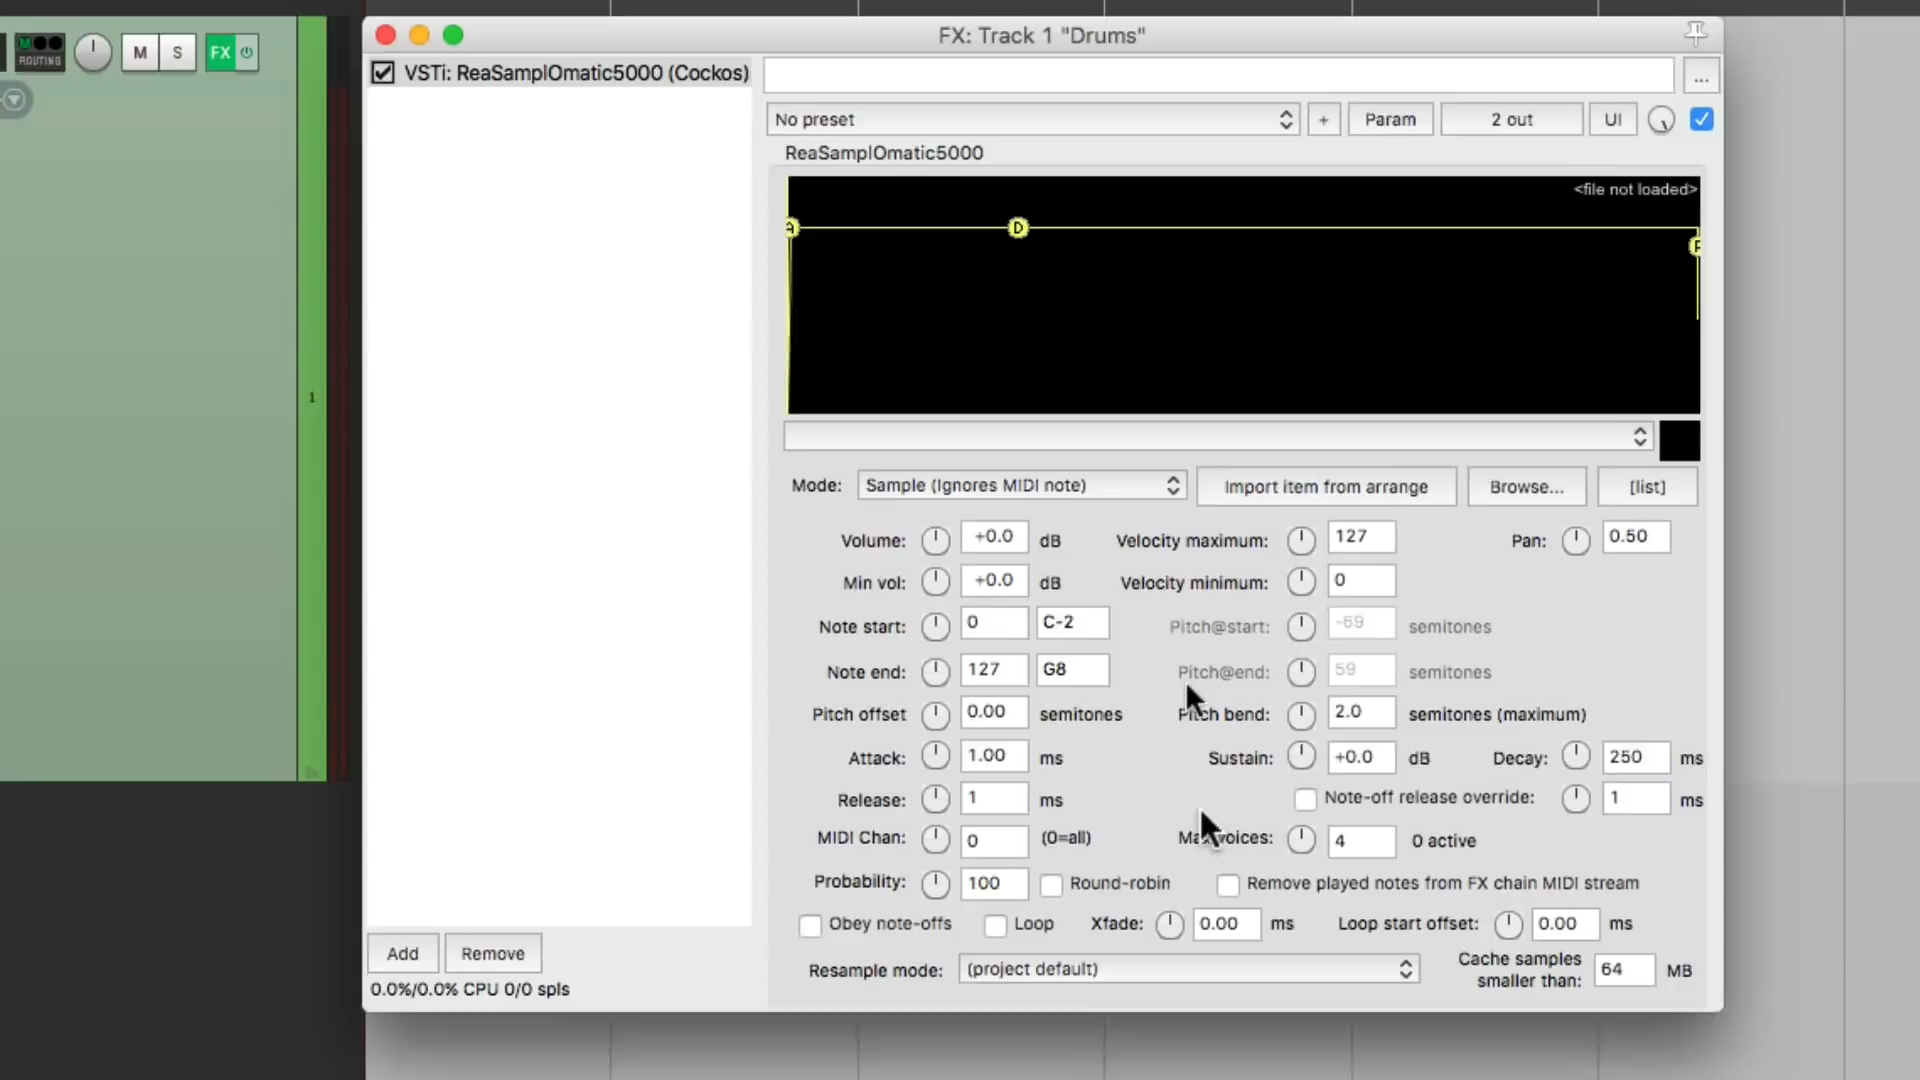 FX: Track 1 "Drums"
M
ROUTING
M
S
FX
VSTi: ReaSamplOmatic5000 (Cockos)
...
No preset
+
Param
2 out
UI
ReaSamplOmatic5000
<file not loaded>
A
D
1
Mode:
Sample (Ignores MIDI note)
Import item from arrange
Browse...
[list]
Volume: +0.0 dB Velocity maximum: 127 Pan: 0.50
Min vol: +0.0 dB Velocity minimum: 0
Note start: 0 C-2 Pitch@start: -69 semitones
Note end: 127 G8 Pitch@end: 59 semitones
Pitch offset 0.00 semitones Pitch bend: 2.0 semitones (maximum)
Attack: 1.00 ms Sustain: +0.0 dB Decay: 250 ms
Release: 1 ms Note-off release override: 1 ms
MIDI Chan: 0 (0=all) Max voices: 4 0 active
Probability: 100 Round-robin Remove played notes from FX chain MIDI stream
Obey note-offs Loop Xfade: 0.00 ms Loop start offset: 0.00 ms
Resample mode: (project default) Cache samples
smaller than: 64 MB
Add
Remove
0.0%/0.0% CPU 0/0 spls